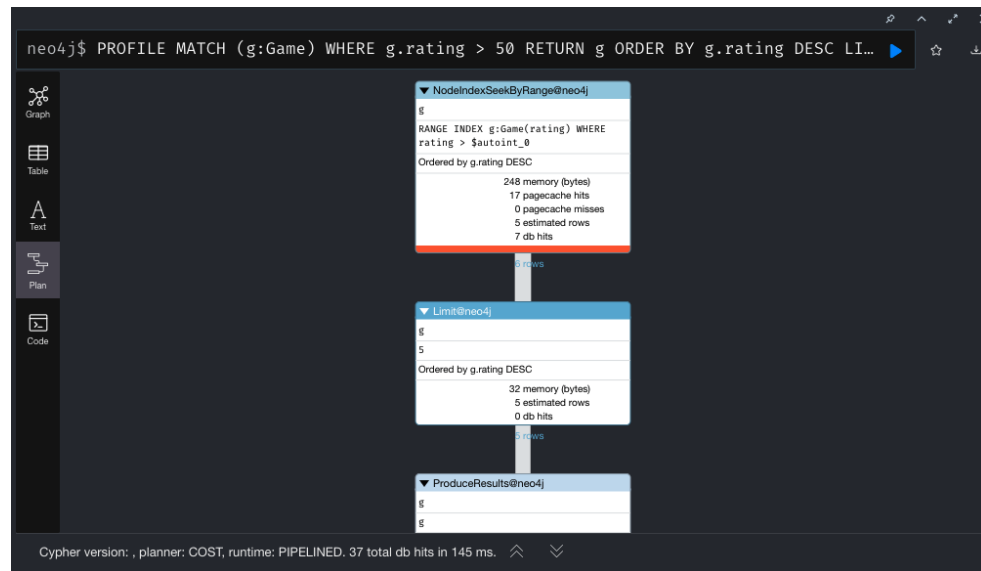 neo4j$ PROFILE MATCH (g:Game) WHERE g.rating > 50 RETURN g ORDER BY g.rating DESC LI…
Graph
Table
A
Text
Plan
Code
NodeIndexSeekByRange@neo4j
g
RANGE INDEX g:Game(rating) WHERE
rating > $autoint_0
Ordered by g.rating DESC
248 memory (bytes)
17 pagecache hits
0 pagecache misses
5 estimated rows
7 db hits
6 rows
Limit@neo4j
g
5
Ordered by g.rating DESC
32 memory (bytes)
5 estimated rows
0 db hits
5 rows
ProduceResults@neo4j
g
g
Cypher version: , planner: COST, runtime: PIPELINED. 37 total db hits in 145 ms.